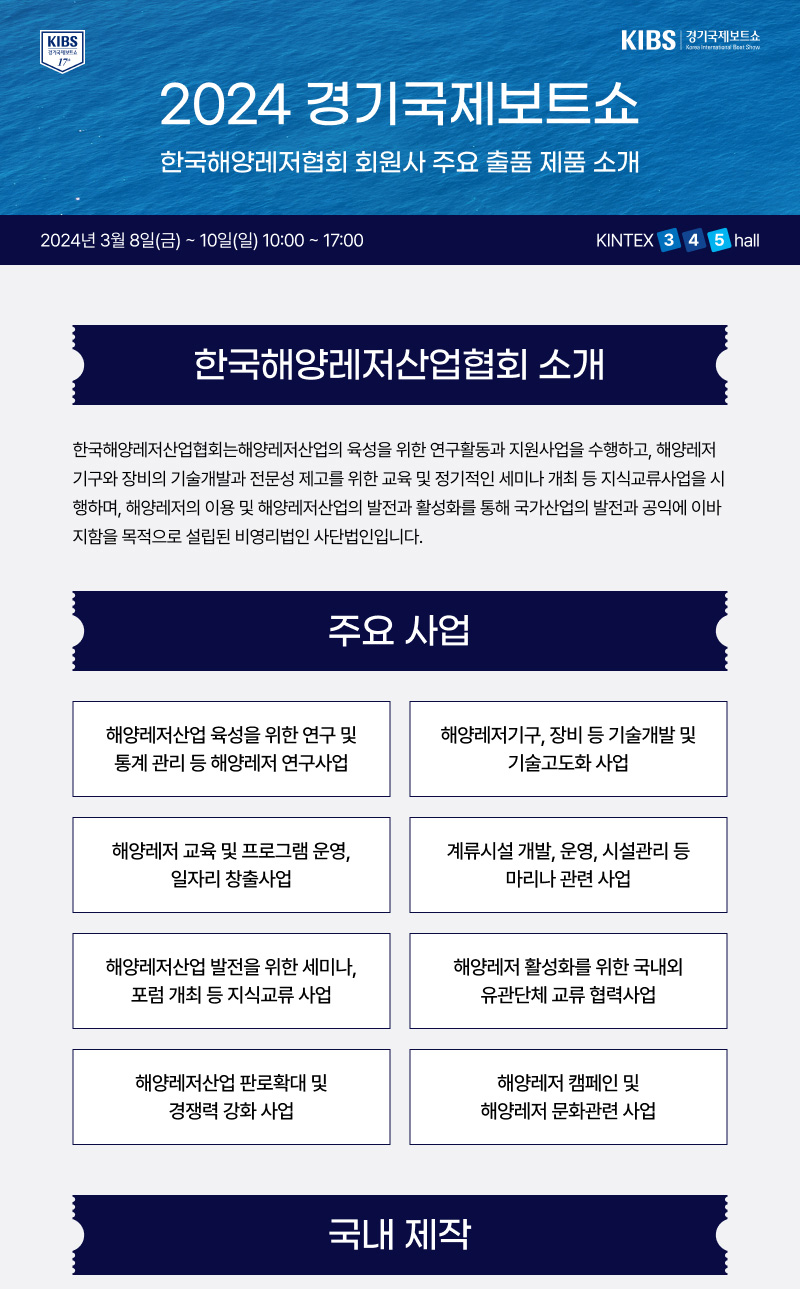 KIBS
경기국제보트쇼
17th
KIBS 경기국제보트쇼
Korea International Boat Show
2024 경기국제보트쇼
한국해양레저협회 회원사 주요 출품 제품 소개
2024년 3월 8일(금) ~ 10일(일) 10:00 ~ 17:00
KINTEX 3 4 5 hall
한국해양레저산업협회 소개
한국해양레저산업협회는해양레저산업의 육성을 위한 연구활동과 지원사업을 수행하고, 해양레저
기구와 장비의 기술개발과 전문성 제고를 위한 교육 및 정기적인 세미나 개최 등 지식교류사업을 시
행하며, 해양레저의 이용 및 해양레저산업의 발전과 활성화를 통해 국가산업의 발전과 공익에 이바
지함을 목적으로 설립된 비영리법인 사단법인입니다.
주요 사업
해양레저산업 육성을 위한 연구 및
통계 관리 등 해양레저 연구사업
해양레저기구, 장비 등 기술개발 및
기술고도화 사업
해양레저 교육 및 프로그램 운영,
일자리 창출사업
계류시설 개발, 운영, 시설관리 등
마리나 관련 사업
해양레저산업 발전을 위한 세미나,
포럼 개최 등 지식교류 사업
해양레저 활성화를 위한 국내외
유관단체 교류 협력사업
해양레저산업 판로확대 및
경쟁력 강화 사업
해양레저 캠페인 및
해양레저 문화관련 사업
국내 제작